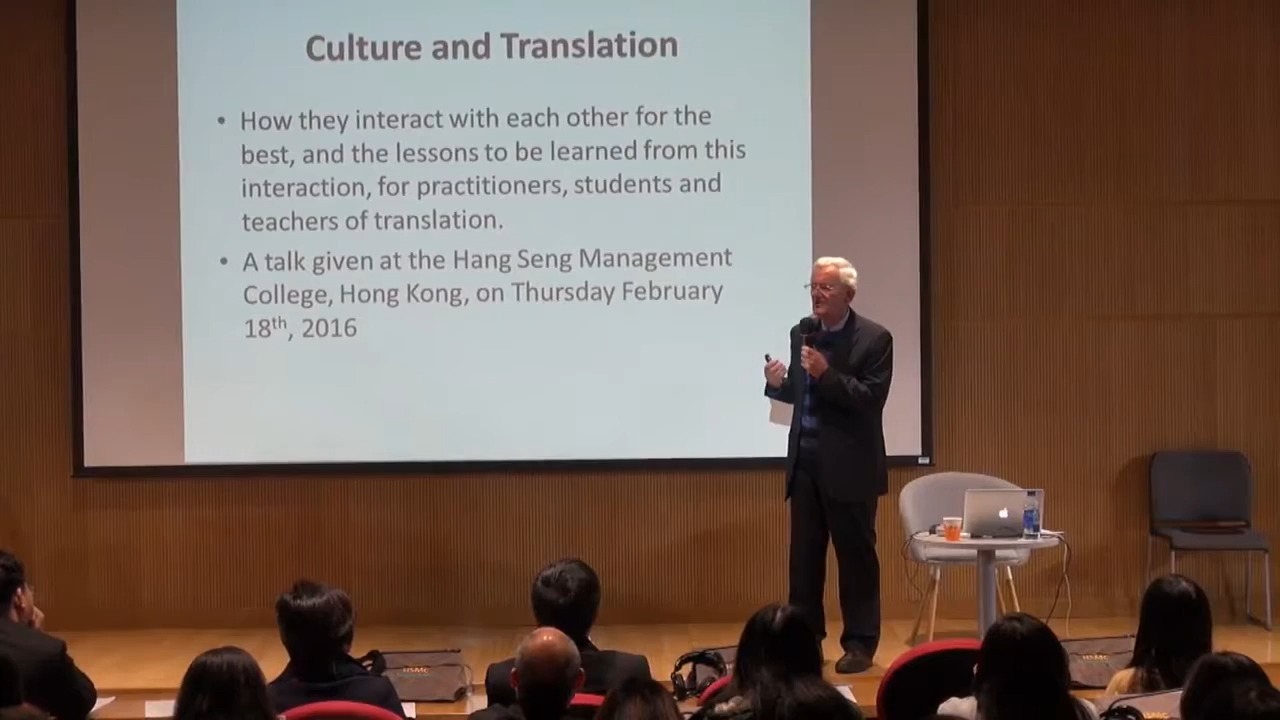 Culture and Translation
• How they interact with each other for the
best, and the lessons to be learned from this
interaction, for practitioners, students and
teachers of translation.
• A talk given at the Hang Seng Management
College, Hong Kong, on Thursday February
18th, 2016